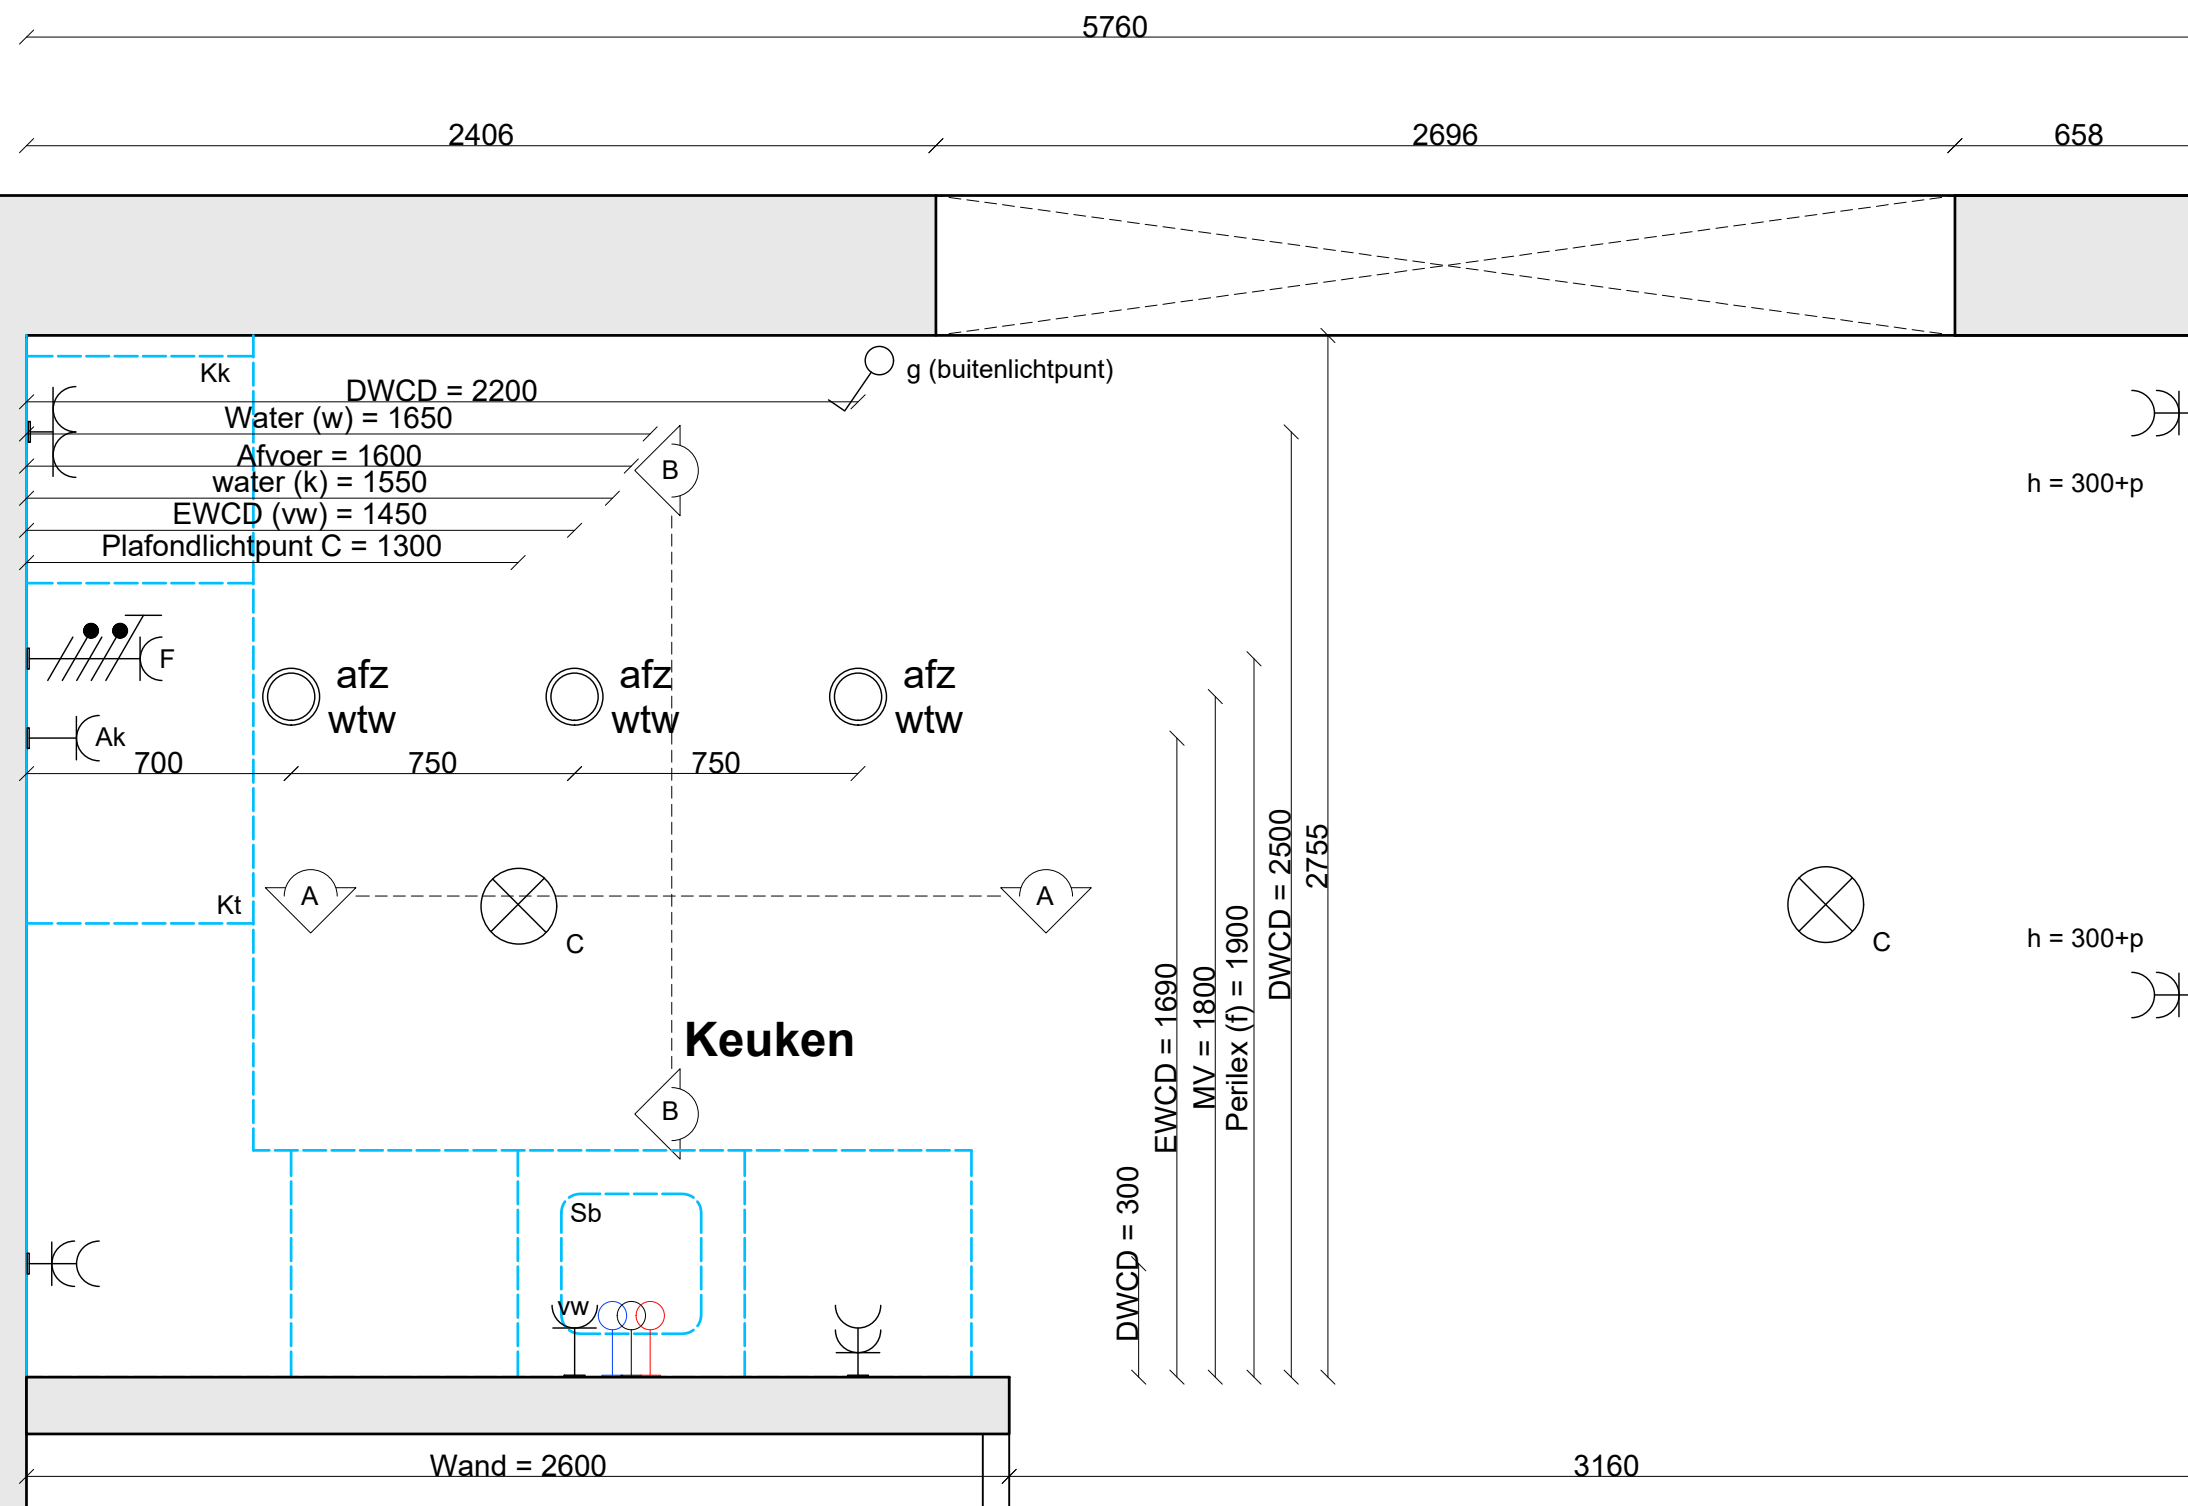 5760
2406
2696
658
Kk
g (buitenlichtpunt)
DWCD = 2200
Water (w) = 1650
Afvoer = 1600
water (k) = 1550
EWCD (vw) = 1450
Plafondlichtpunt C = 1300
B
h = 300+p
F
afz
wtw
afz
wtw
afz
wtw
Ak
700
750
750
Kt
A
A
C
C
h = 300+p
Keuken
B
DWCD = 300
EWCD = 1690
MV = 1800
Perilex (f) = 1900
DWCD = 2500
2755
Sb
vw
Wand = 2600
3160